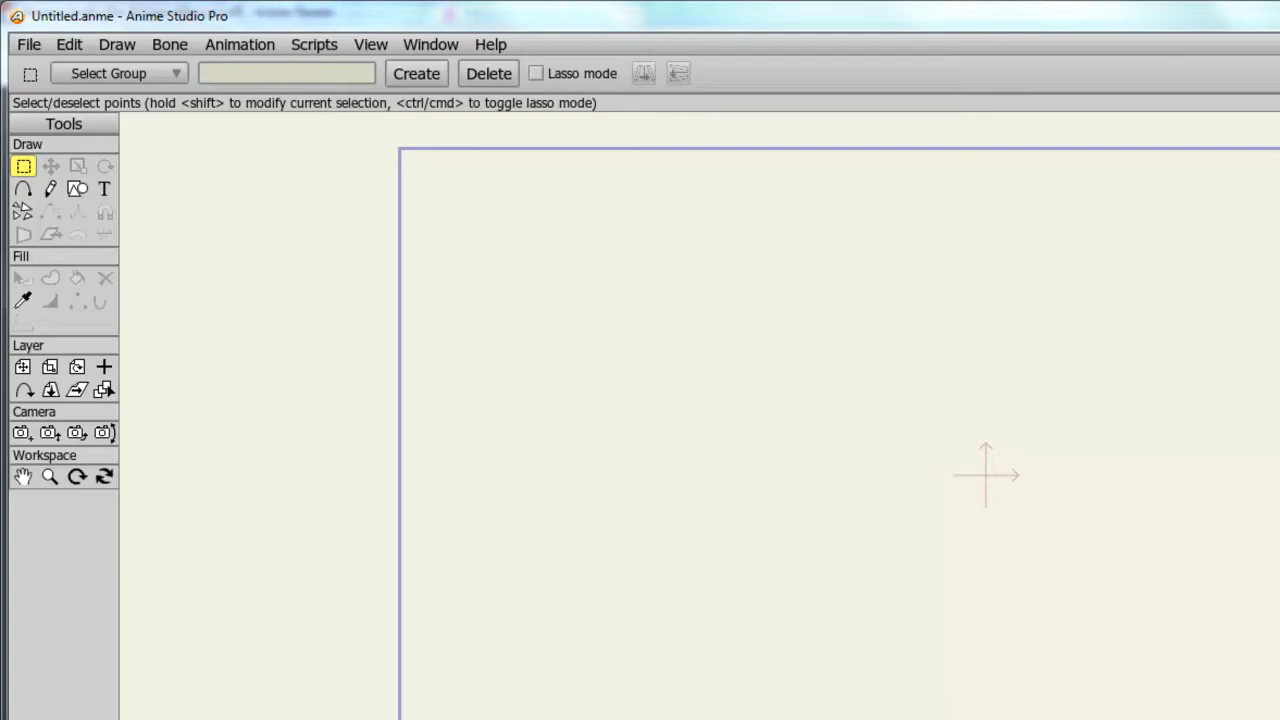 Untitled.anme - Anime Studio Pro
File Edit Draw Bone Animation Scripts View Window Help
Select Group Create Delete Lasso mode
Select/deselect points (hold <shift> to modify current selection, <ctrl/cmd> to toggle lasso mode)
Tools
Draw
T
Fill
Layer
Camera
Workspace